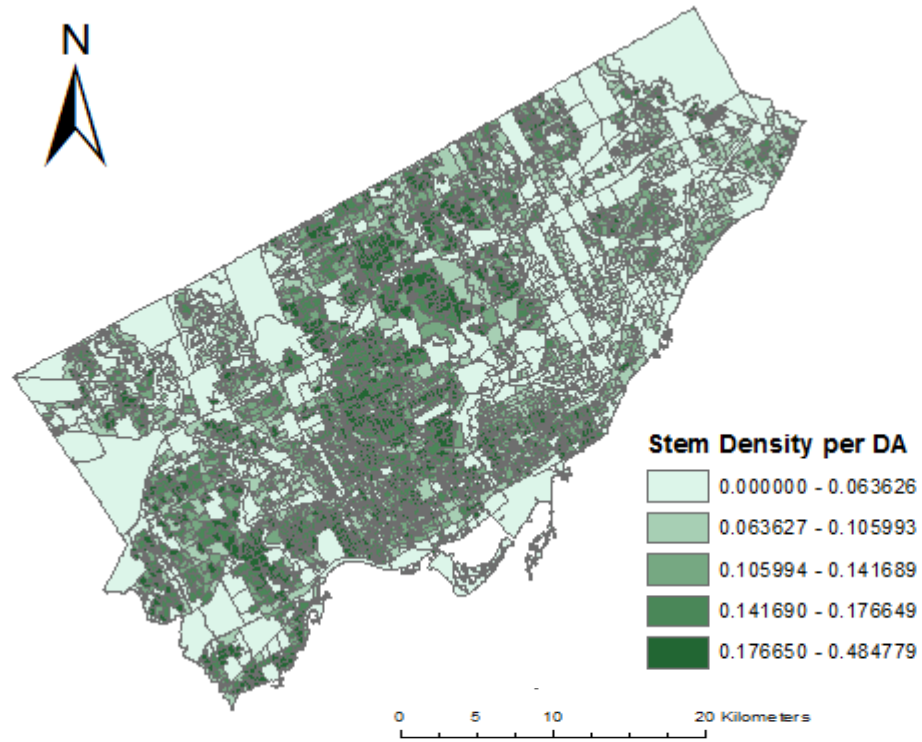 N
Stem Density per DA
0.000000 - 0.063626
0.063627 - 0.105993
0.105994 - 0.141689
0.141690 - 0.176649
0.176650 - 0.484779
0 5 10 20 Kilometers